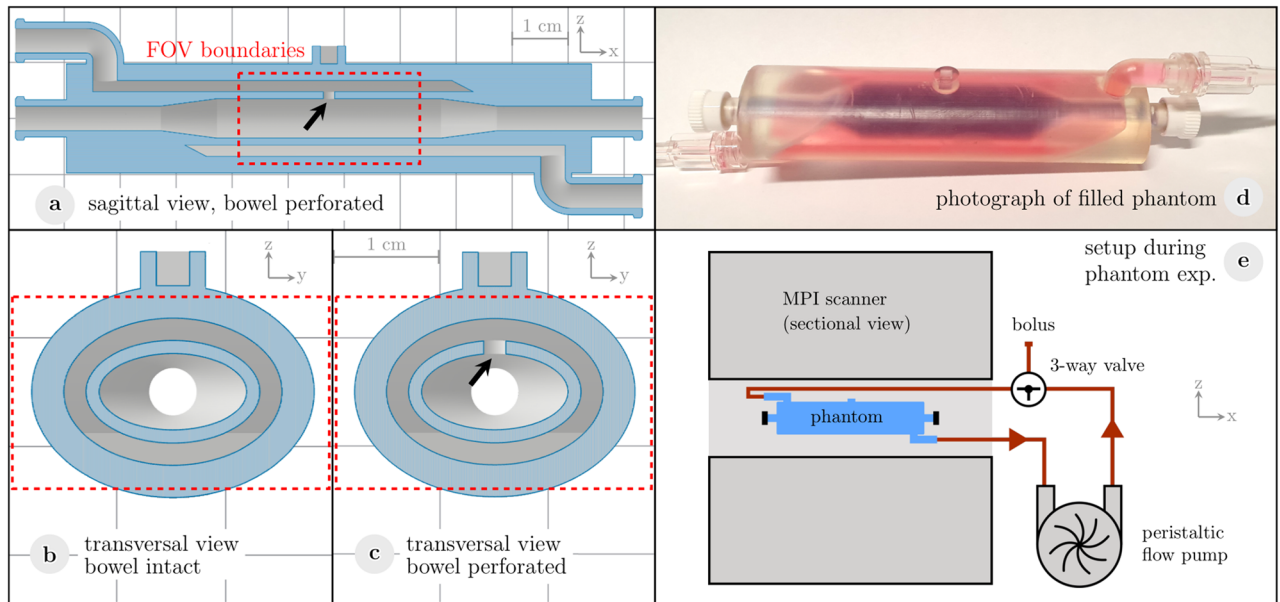 FOV boundaries
1 cm
z
x
a sagittal view, bowel perforated
photograph of filled phantom d
z
y
b transversal view
bowel intact
1 cm
z
y
c transversal view
bowel perforated
setup during
phantom exp.
e
MPI scanner
(sectional view)
bolus
3-way valve
phantom
z
x
peristaltic
flow pump